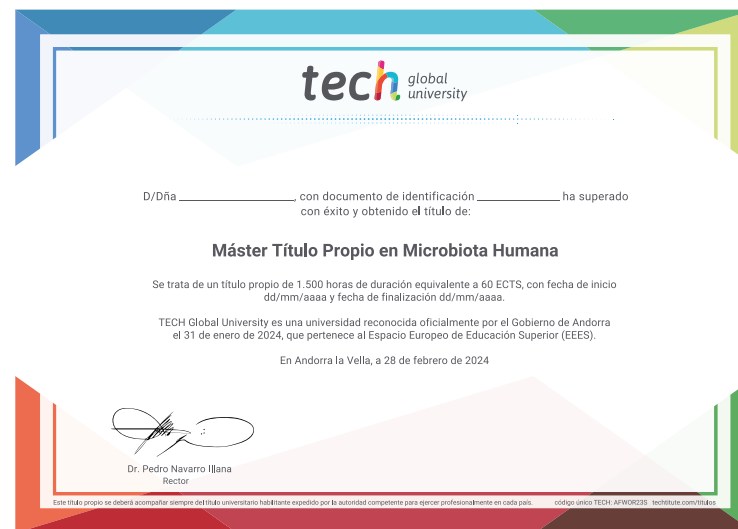 tech global university
D/Dña ____________, con documento de identificación ____________ ha superado
con éxito y obtenido el título de:
Máster Título Propio en Microbiota Humana
Se trata de un título propio de 1.500 horas de duración equivalente a 60 ECTS, con fecha de inicio
dd/mm/aaaa y fecha de finalización dd/mm/aaaa.
TECH Global University es una universidad reconocida oficialmente por el Gobierno de Andorra
el 31 de enero de 2024, que pertenece al Espacio Europeo de Educación Superior (EEES).
En Andorra la Vella, a 28 de febrero de 2024
Dr. Pedro Navarro Illana
Rector
Este título propio se deberá acompañar siempre del título universitario habilitante expedido por la autoridad competente para ejercer profesionalmente en cada país. código único TECH: AFWOR23S techtitute.com/titulos